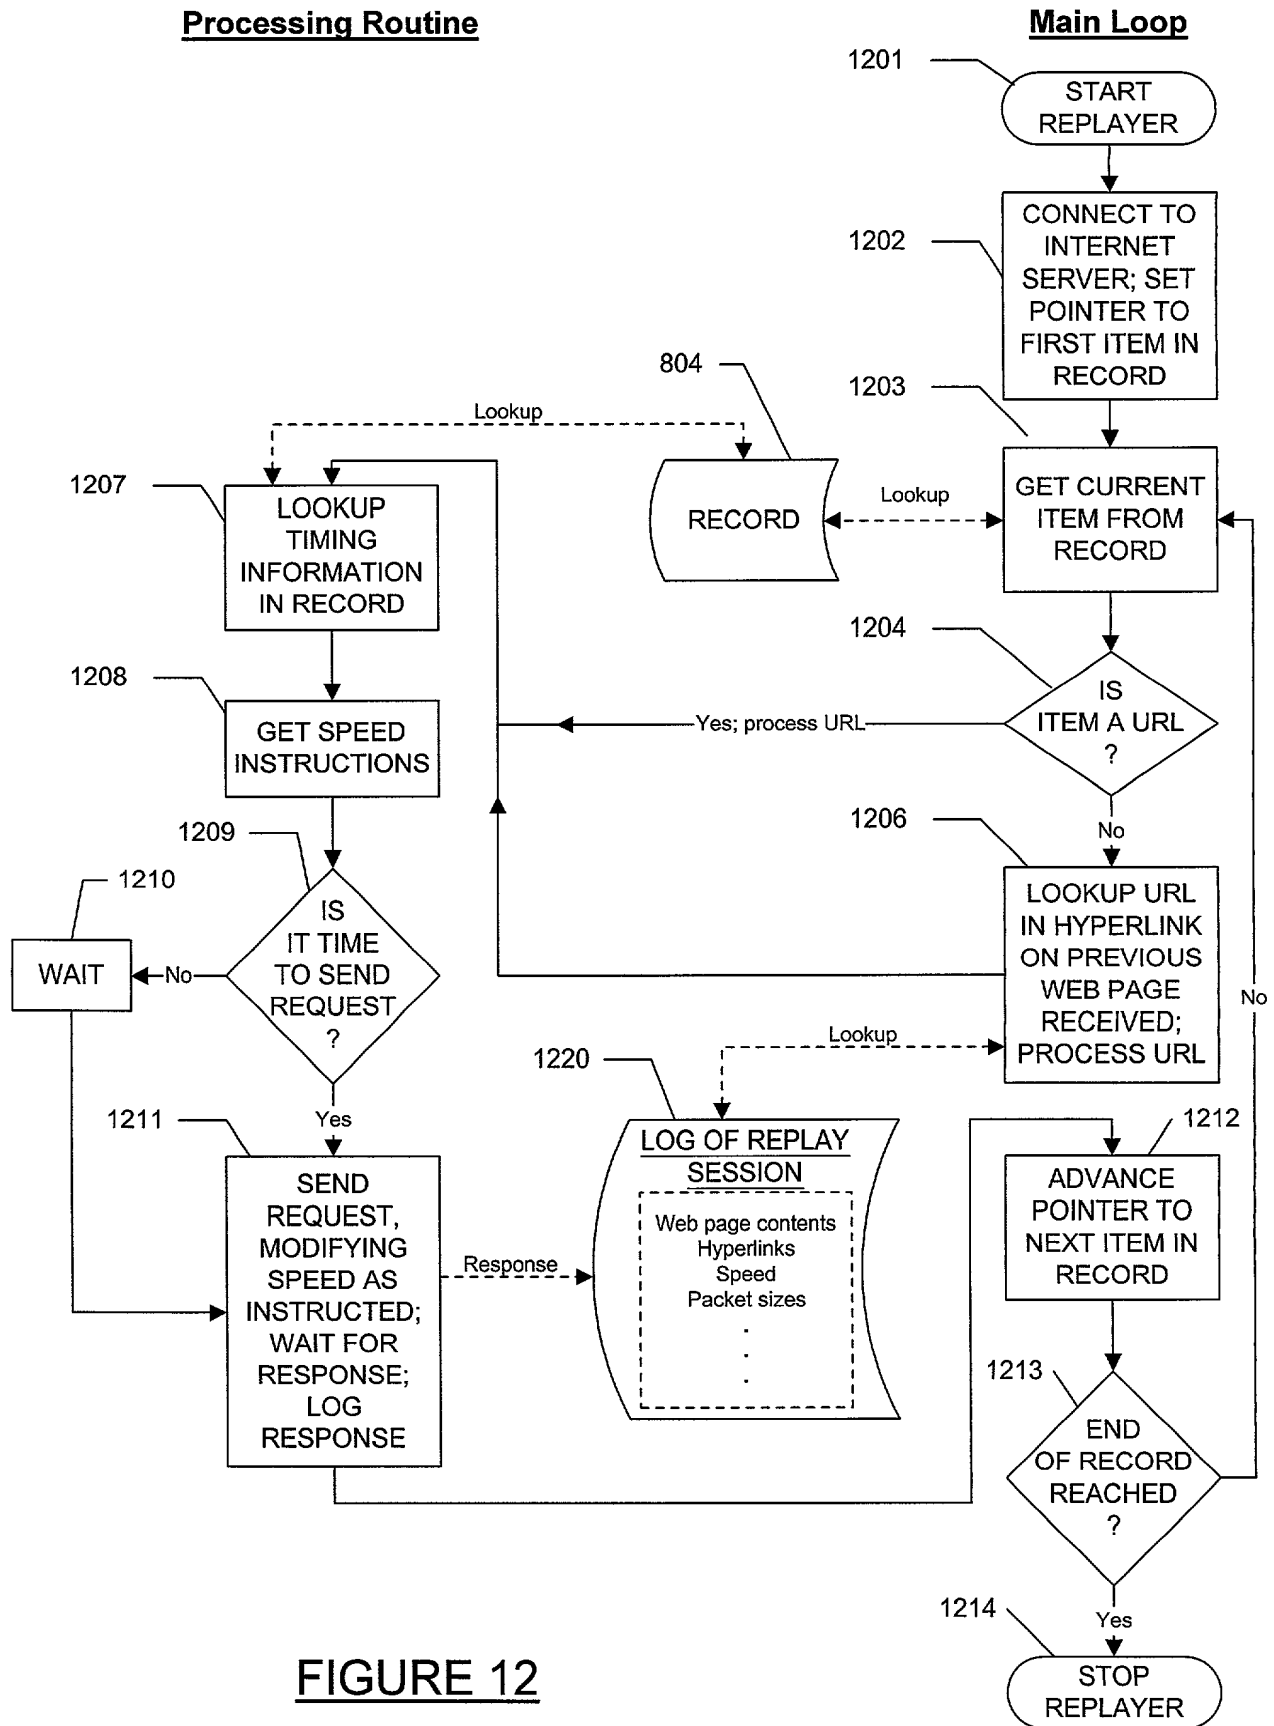 Processing Routine
Main Loop
1201
START
REPLAYER
1202
CONNECT TO
INTERNET
SERVER; SET
POINTER TO
FIRST ITEM IN
RECORD
804
1203
Lookup
1207
LOOKUP
TIMING
INFORMATION
IN RECORD
RECORD
Lookup
GET CURRENT
ITEM FROM
RECORD
1204
IS
ITEM A URL
?
Yes; process URL
1208
GET SPEED
INSTRUCTIONS
No
1206
LOOKUP URL
IN HYPERLINK
ON PREVIOUS
WEB PAGE
RECEIVED;
PROCESS URL
1209
IS
IT TIME
TO SEND
REQUEST
?
1210
WAIT
No
No
Lookup
1220
Yes
1211
SEND
REQUEST,
MODIFYING
SPEED AS
INSTRUCTED;
WAIT FOR
RESPONSE;
LOG
RESPONSE
Response
LOG OF REPLAY
SESSION
Web page contents
Hyperlinks
Speed
Packet sizes
.
.
.
1212
ADVANCE
POINTER TO
NEXT ITEM IN
RECORD
1213
END
OF RECORD
REACHED
?
Yes
1214
STOP
REPLAYER
FIGURE 12